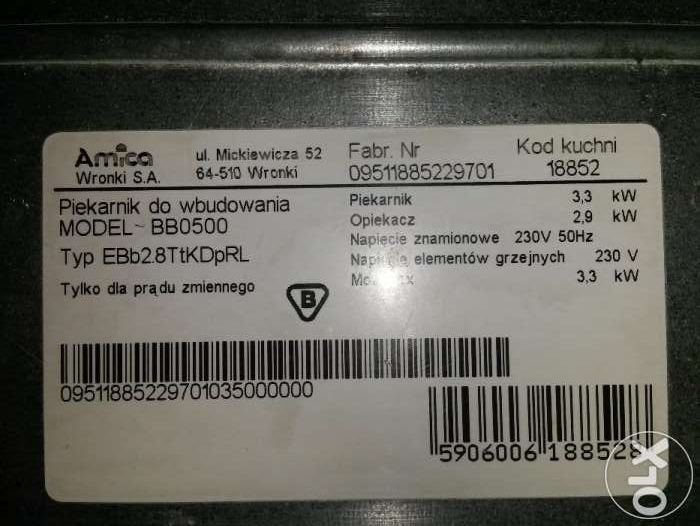 Amica
Wronki S.A.
ul. Mickiewicza 52
64-510 Wronki
Fabr. Nr
09511885229701
Kod kuchni
18852
Piekarnik do wbudowania
MODEL~ BB0500
Typ EBb2.8TtKDpRL
Tylko dla prądu zmiennego
B
Piekarnik 3,3 kW
Opiekacz 2,9 kW
Napięcie znamionowe 230V 50Hz
elementów grzejnych 230 V
3,3 kW
09511885229701035000000
5906006188528
OLX